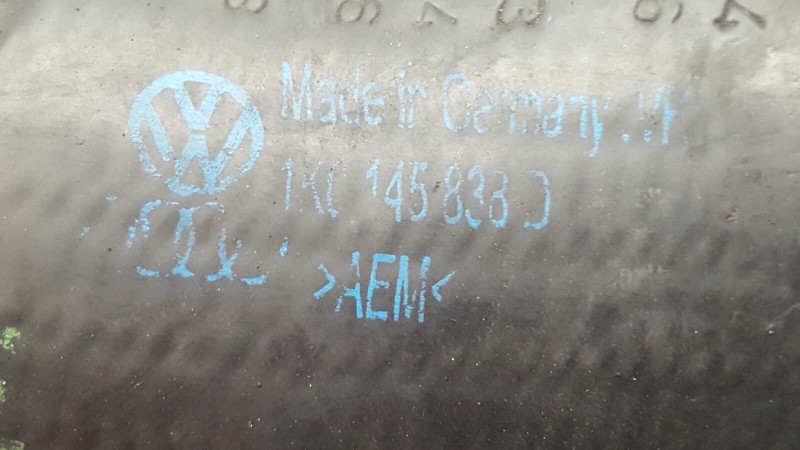 VW
Made in Germany
1K0 145 838 D
>AEM<